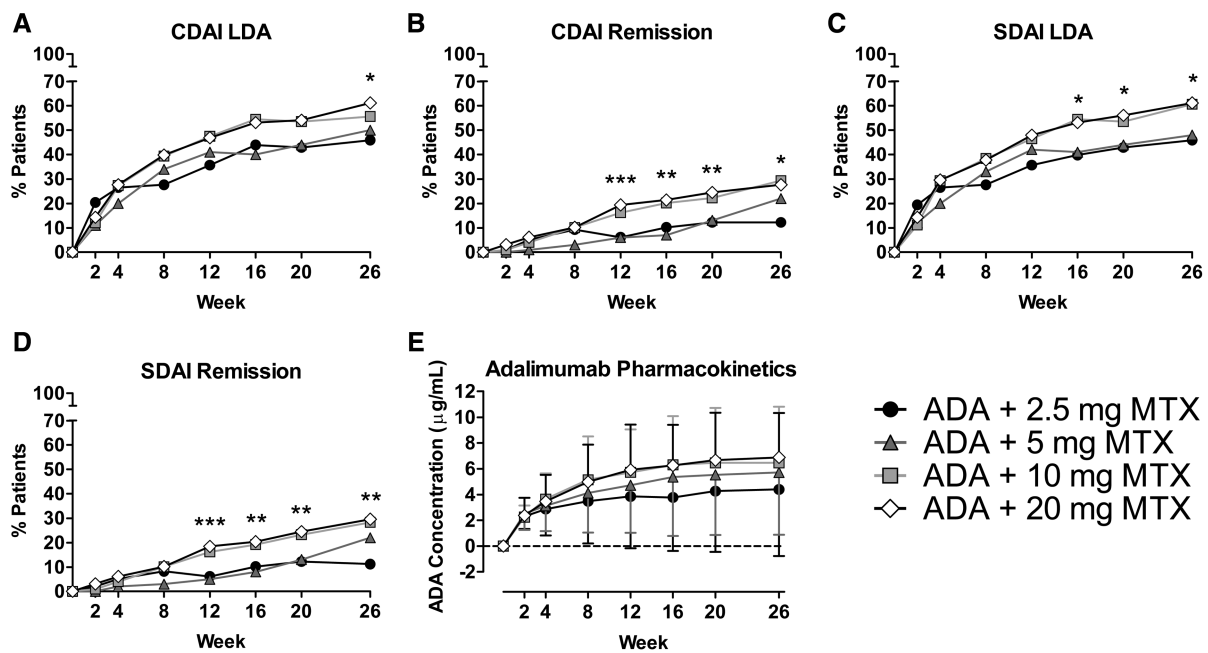 A
CDAI LDA
100
70
60
50
40
30
20
10
0
% Patients
*
2 4 8 12 16 20 26
Week
B
CDAI Remission
100
70
60
50
40
30
20
10
0
% Patients
*** ** ** *
2 4 8 12 16 20 26
Week
C
SDAI LDA
100
70
60
50
40
30
20
10
0
% Patients
* * *
2 4 8 12 16 20 26
Week
D
SDAI Remission
100
70
60
50
40
30
20
10
0
% Patients
*** ** ** **
2 4 8 12 16 20 26
Week
E
Adalimumab Pharmacokinetics
12
10
8
6
4
2
0
-2
ADA Concentration (μg/mL)
2 4 8 12 16 20 26
Week
ADA + 2.5 mg MTX
ADA + 5 mg MTX
ADA + 10 mg MTX
ADA + 20 mg MTX